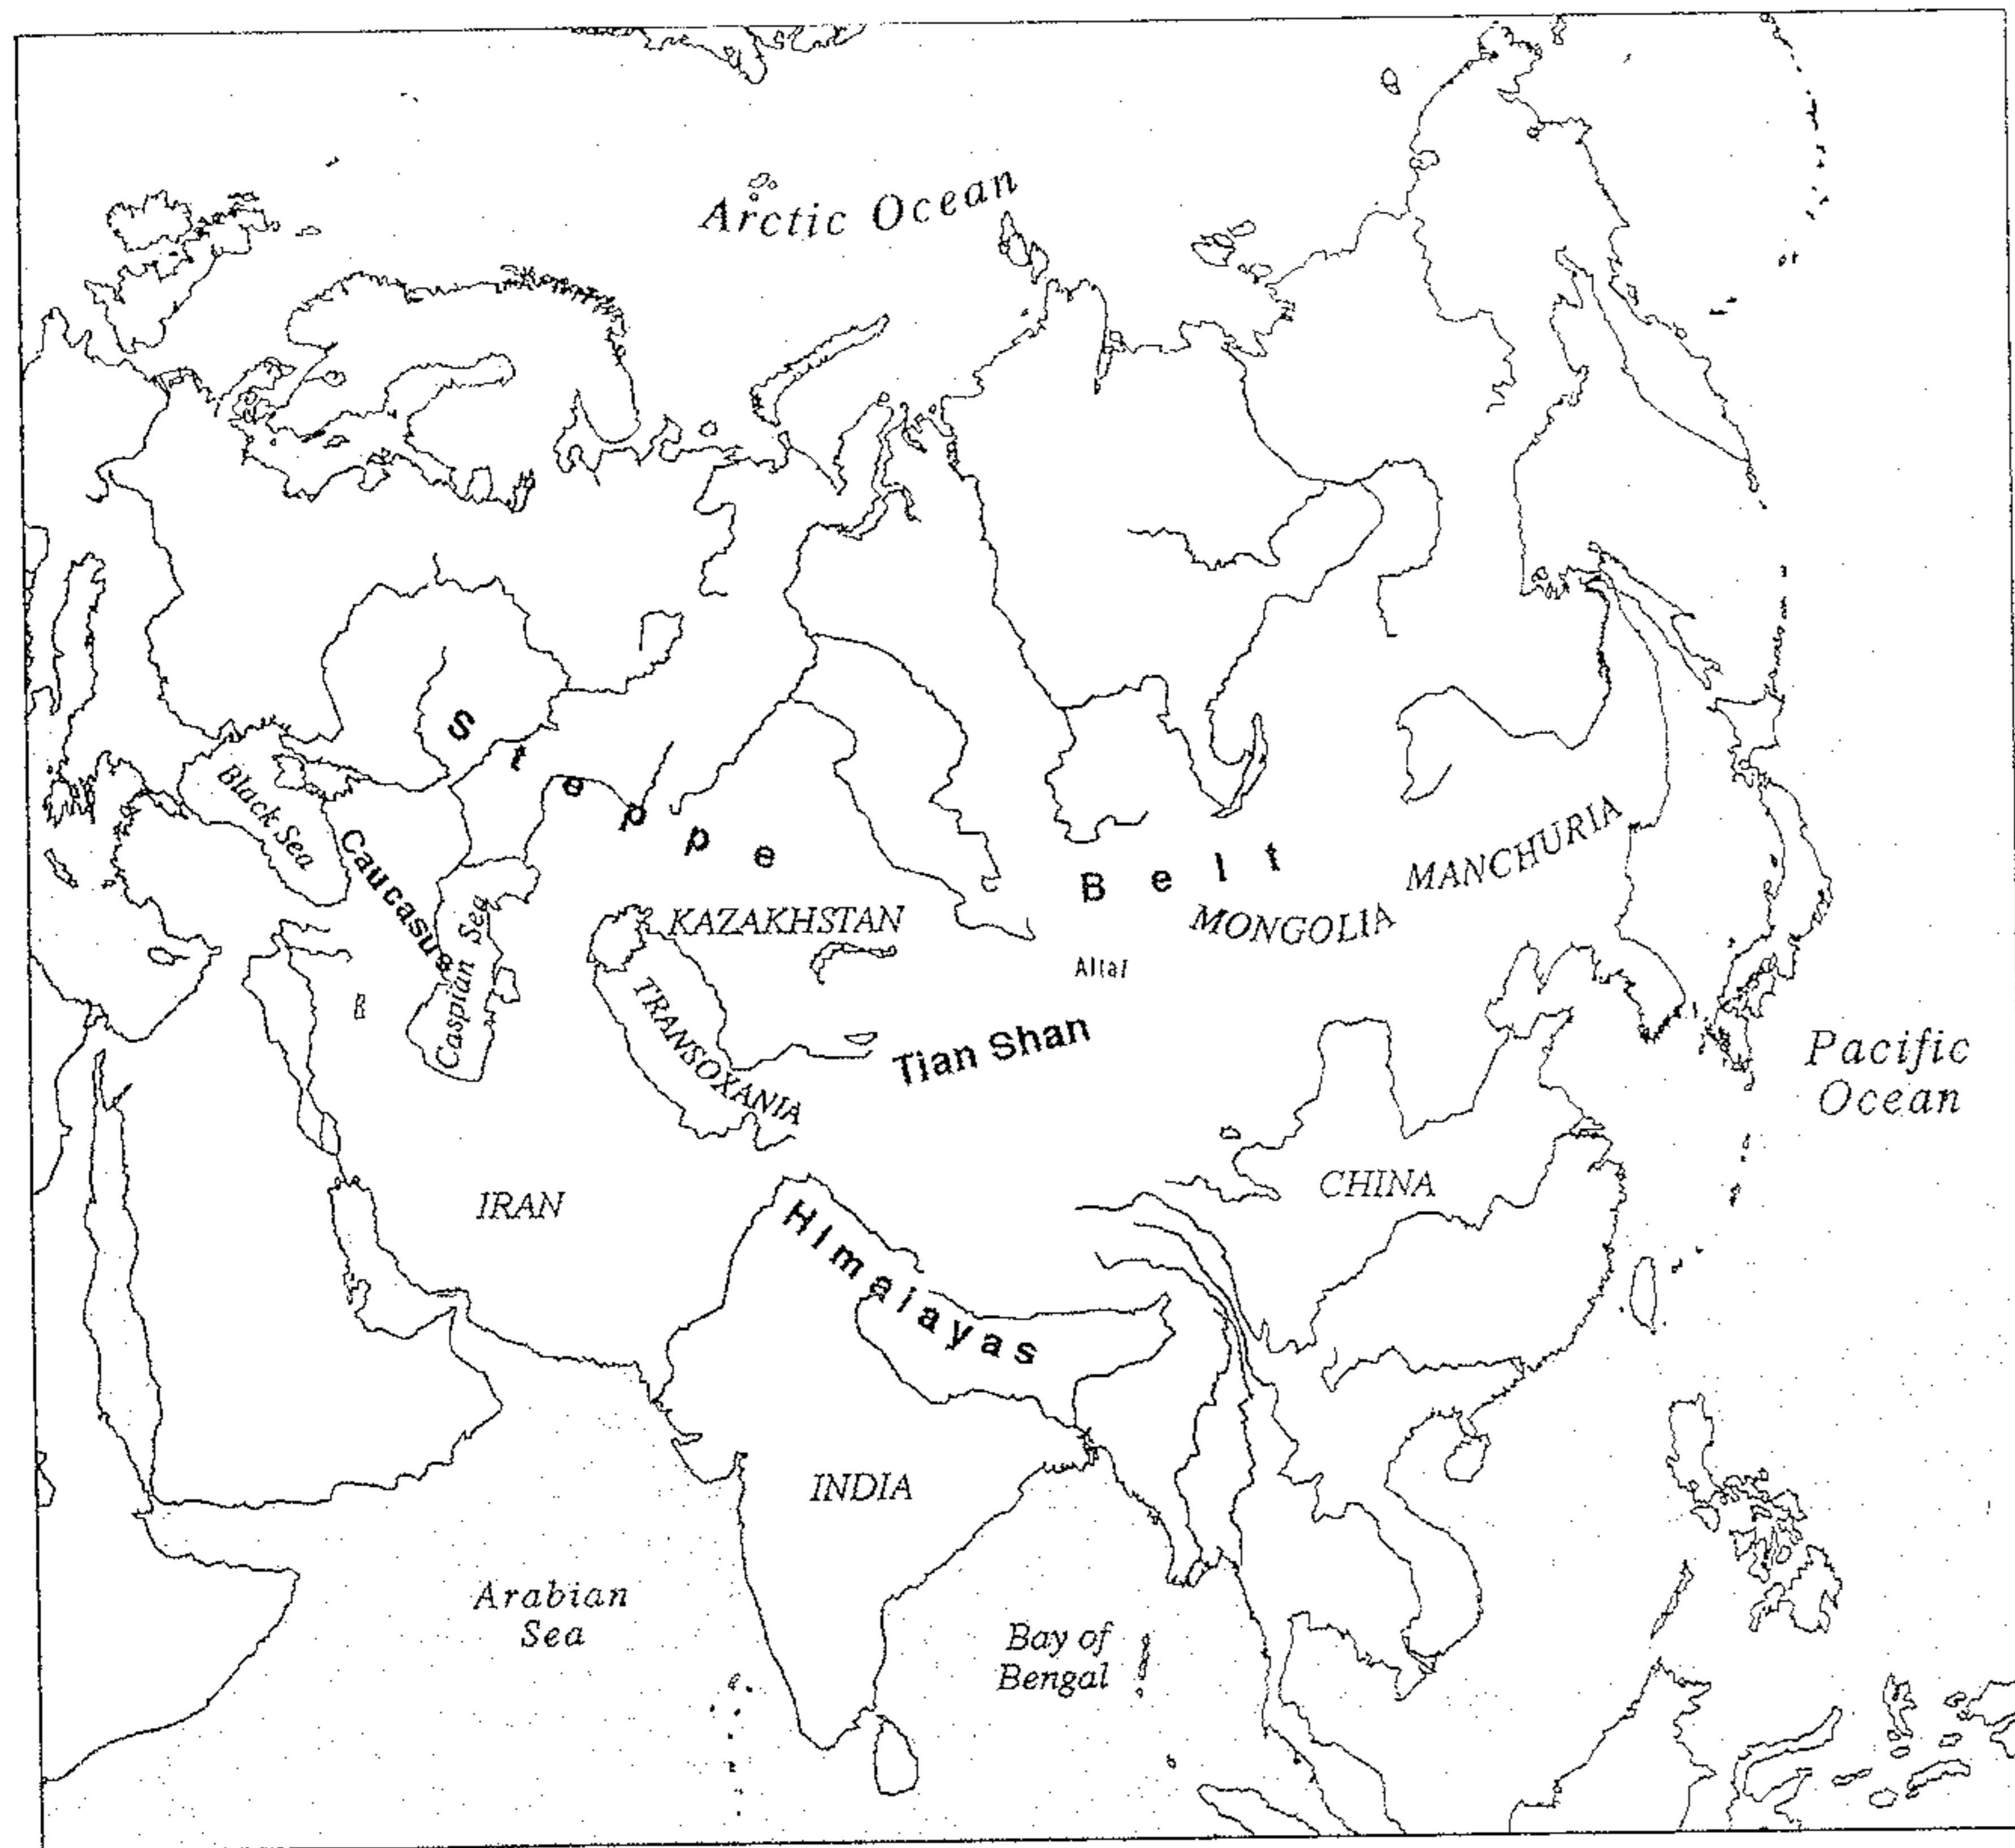 Arctic Ocean
Steppe Belt
Black Sea
Caucasus
Caspian Sea
KAZAKHSTAN
MANCHURIA
MONGOLIA
Altai
TRANSOXANIA
Tian Shan
Pacific
Ocean
IRAN
CHINA
Himalayas
INDIA
Arabian
Sea
Bay of
Bengal